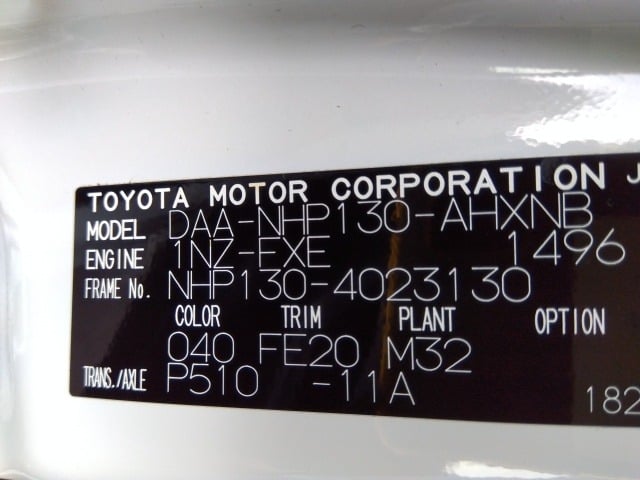 TOYOTA MOTOR CORPORATION J
MODEL DAA-NHP130-AHXNB
ENGINE 1NZ-EXE 1496
FRAME No. NHP130-4023130
COLOR TRIM PLANT OPTION
040 FE20 M32
TRANS./AXLE P510 -11A
182